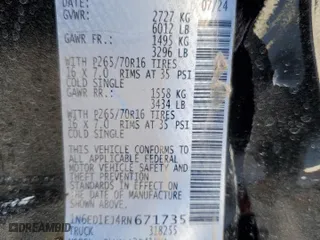 07/24
GVWR: 2727 KG
6012 LB
GAWR FR.: 1495 KG
3296 LB
WITH P265/70R16 TIRES
16 X 7.0 RIMS AT 35 PSI
COLD SINGLE
GAWR RR.: 1558 KG
3434 LB
WITH P265/70R16 TIRES
16 X 7.0 RIMS AT 35 PSI
COLD SINGLE
THIS VEHICLE CONFORMS TO
ALL APPLICABLE FEDERAL
MOTOR VEHICLE SAFETY
AND THEFT PREVENTION
STANDARDS IN EFFECT ON
THE DATE OF MANUFACTURE
SHOWN ABOVE.
1N6ED1EJ4RN671735
TRUCK 318255